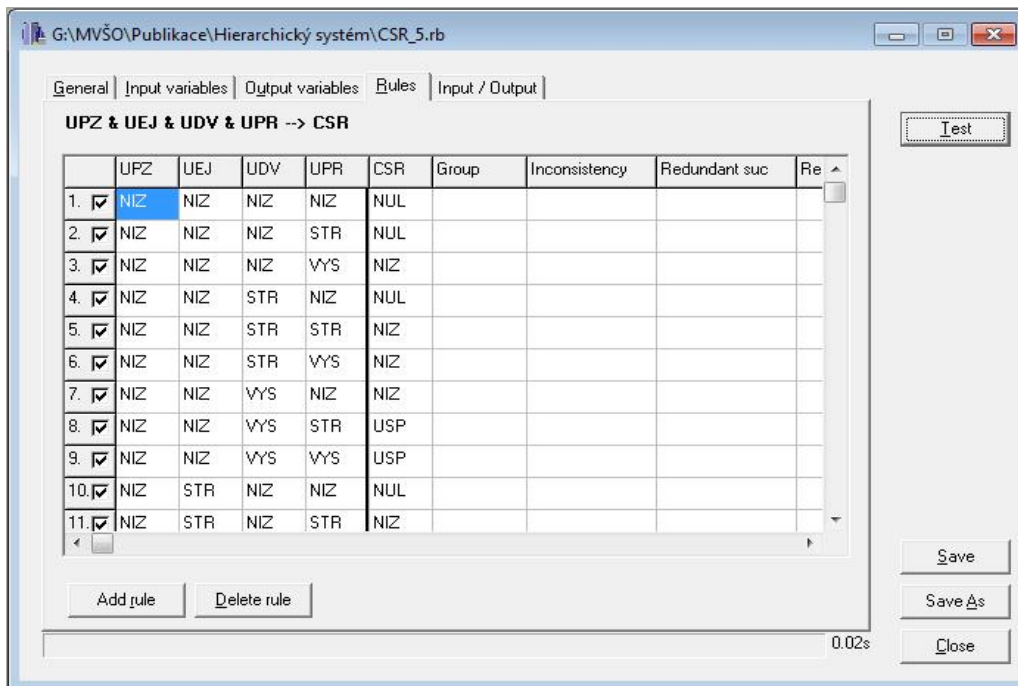 G:\MVŠO\Publikace\Hierarchický systém\CSR_5.rb
General Input variables Output variables Rules Input / Output
UPZ & UEJ & UDV & UPR --> CSR
Test
UPZ UEJ UDV UPR CSR Group Inconsistency Redundant suc Re
1. NIZ NIZ NIZ NIZ NUL
2. NIZ NIZ NIZ STR NUL
3. NIZ NIZ NIZ VYS NIZ
4. NIZ NIZ STR NIZ NUL
5. NIZ NIZ STR STR NIZ
6. NIZ NIZ STR VYS NIZ
7. NIZ NIZ VYS NIZ NIZ
8. NIZ NIZ VYS STR USP
9. NIZ NIZ VYS VYS USP
10. NIZ STR NIZ NIZ NUL
11. NIZ STR NIZ STR NIZ
Save
Add rule Delete rule Save As
0.02s Close